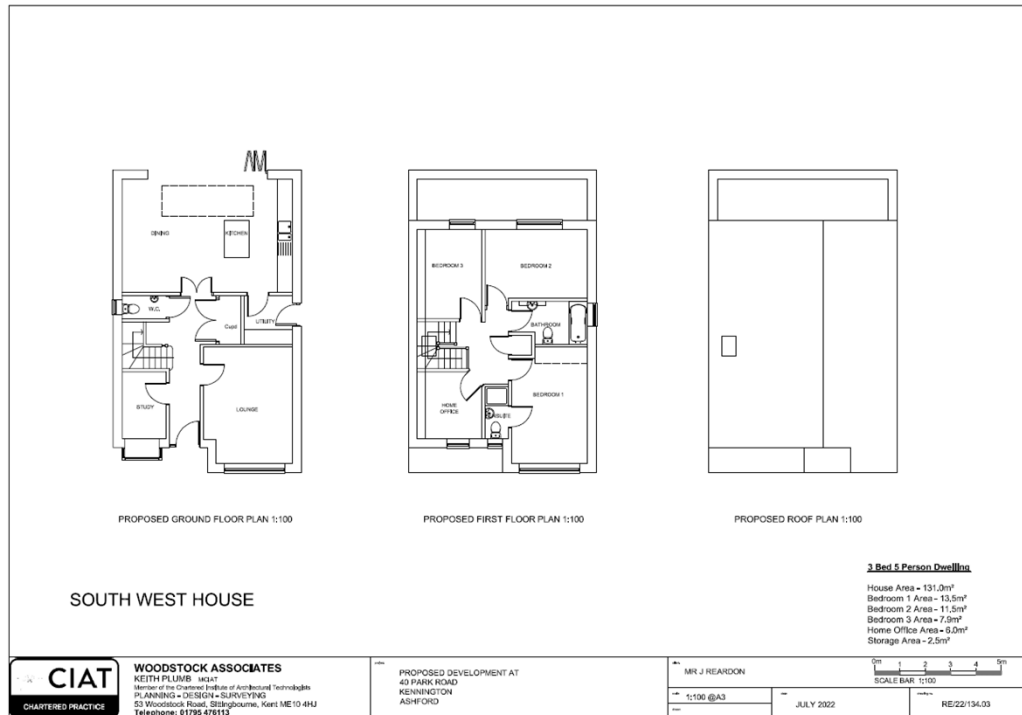 DINING
KITCHEN
W.C.
Cupd
UTILITY
STUDY
LOUNGE
BEDROOM 3
BEDROOM 2
BATHROOM
BEDROOM 1
HOME
OFFICE
ENSUITE
PROPOSED GROUND FLOOR PLAN 1:100
PROPOSED FIRST FLOOR PLAN 1:100
PROPOSED ROOF PLAN 1:100
SOUTH WEST HOUSE
3 Bed 5 Person Dwelling
House Area - 131.0m²
Bedroom 1 Area - 13.5m²
Bedroom 2 Area - 11.5m²
Bedroom 3 Area - 7.9m²
Home Office Area - 6.0m²
Storage Area - 2.5m²
CIAT
CHARTERED PRACTICE
WOODSTOCK ASSOCIATES
KEITH PLUMB MCIAT
Member of the Chartered Institute of Architectural Technologists
PLANNING - DESIGN - SURVEYING
53 Woodstock Road, Sittingbourne, Kent ME10 4HJ
Telephone: 01795 476113
PROPOSED DEVELOPMENT AT
40 PARK ROAD
KENNINGTON
ASHFORD
MR J REARDON
0m 1 2 3 4 5m
SCALE BAR 1:100
1:100 @A3
JULY 2022
RE/22/134.03